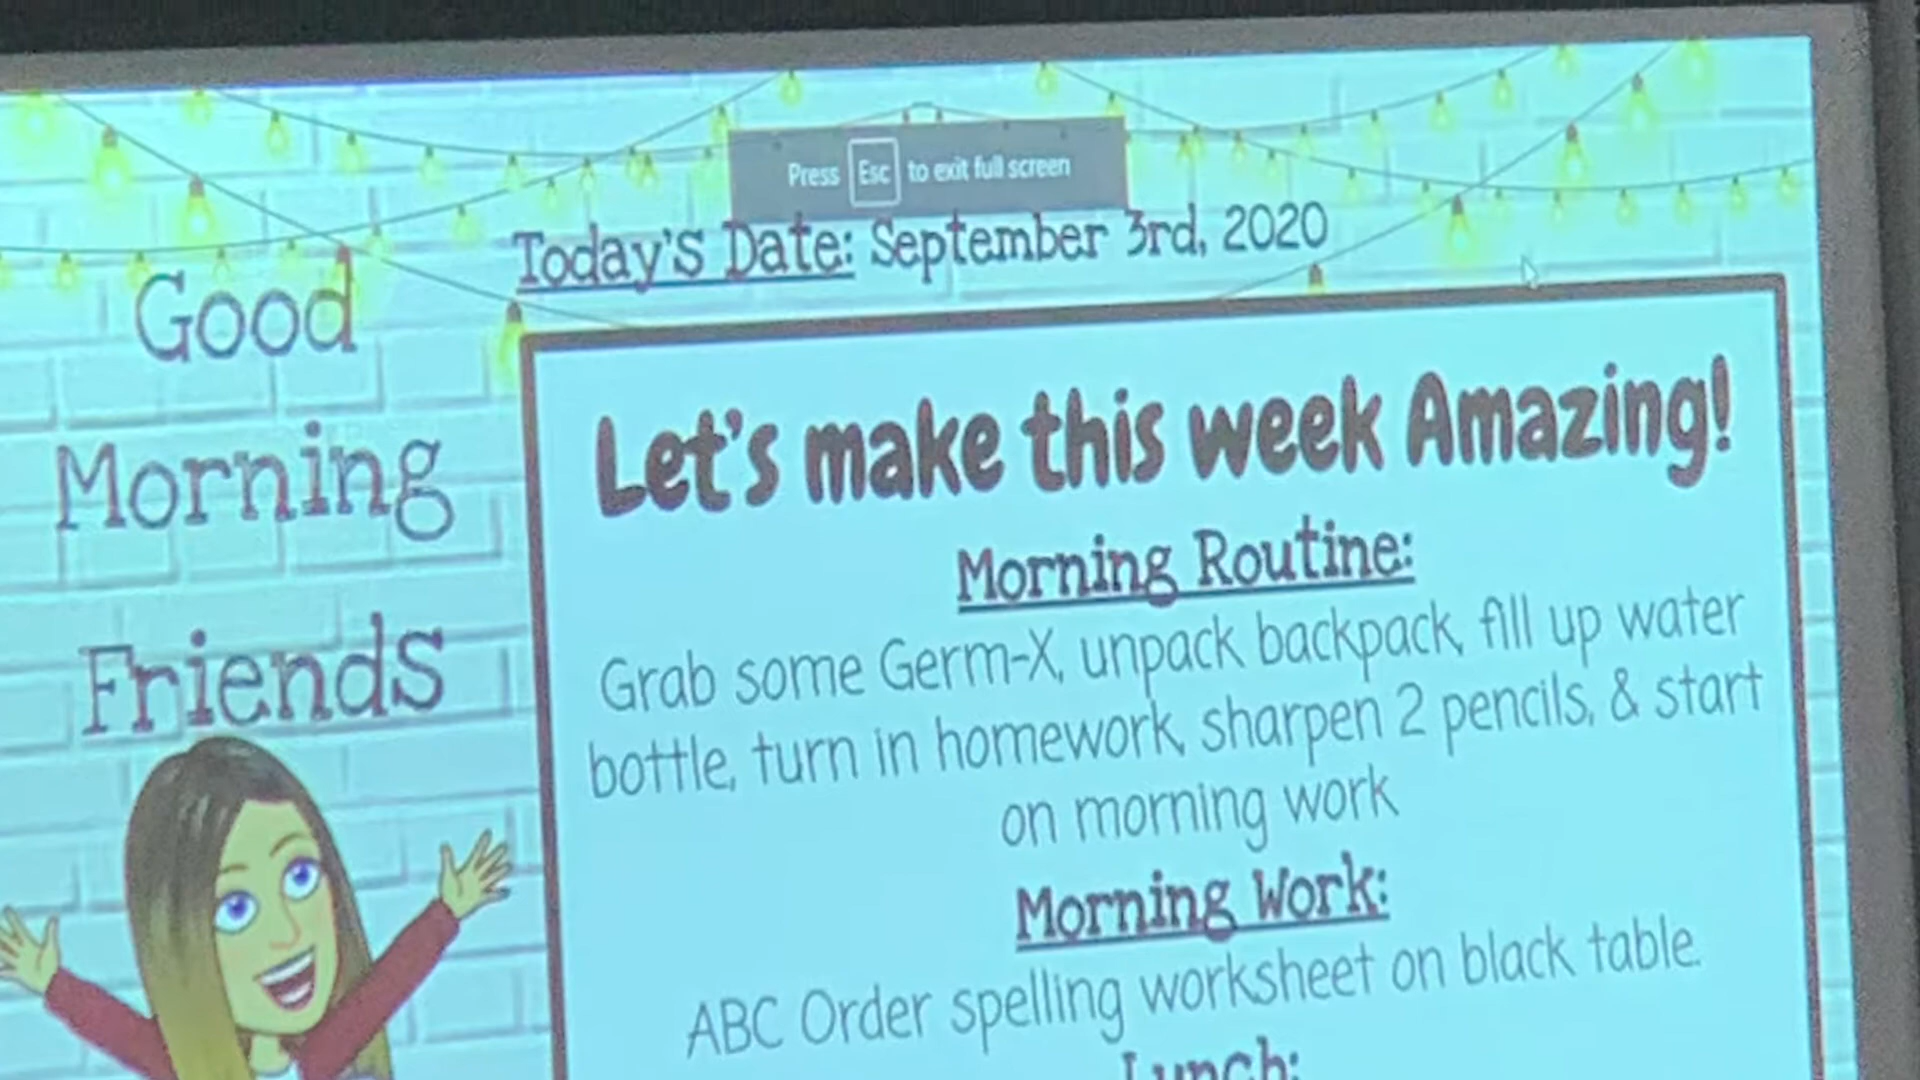 Press Esc to exit full screen
Today's Date: September 3rd, 2020
Good
Morning
Friends
Let's make this week Amazing!
Morning Routine:
Grab some Germ-X, unpack backpack, fill up water
bottle, turn in homework, sharpen 2 pencils, & start
on morning work
Morning Work:
ABC Order spelling worksheet on black table.
Lunch: